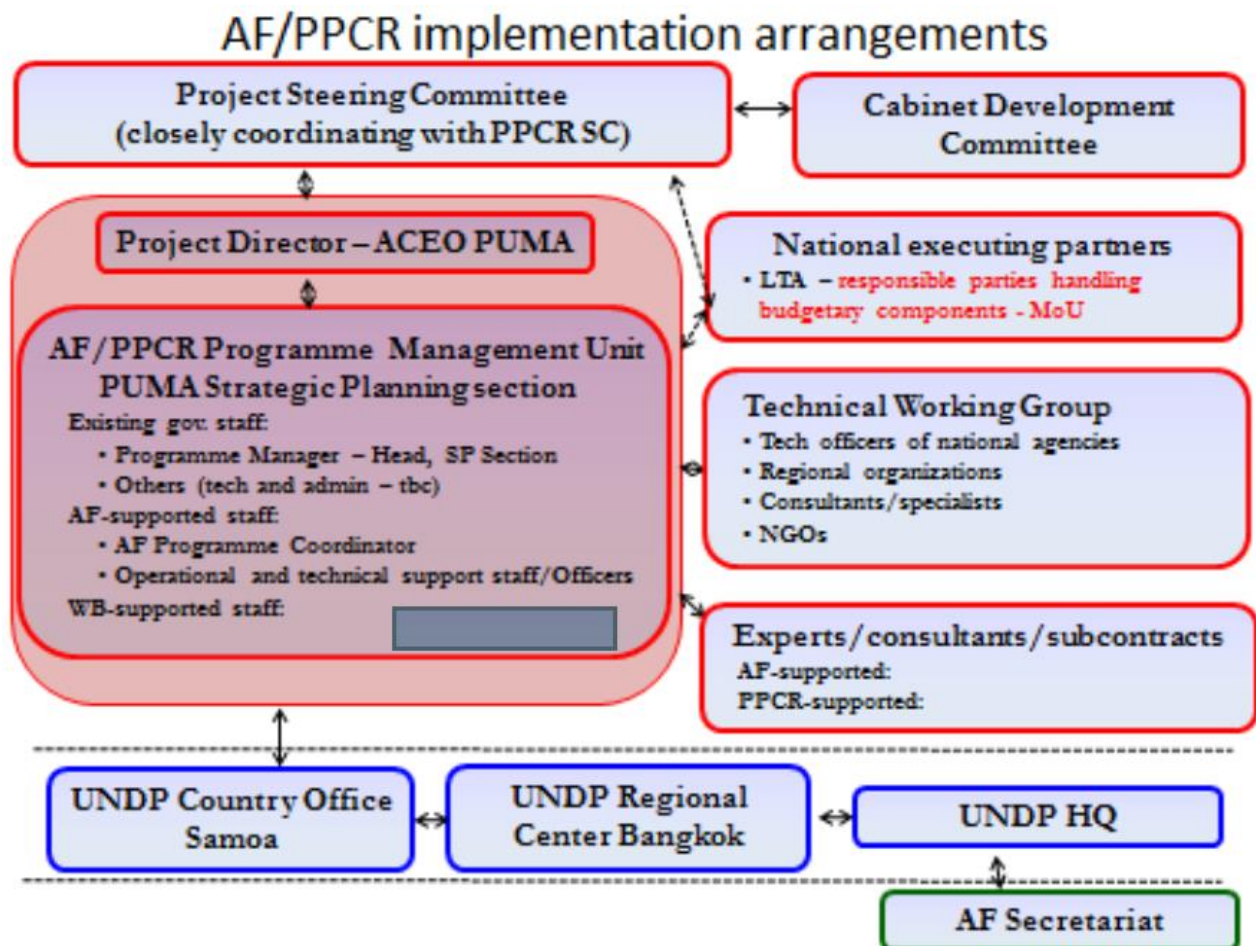 AF/PPCR implementation arrangements
Project Steering Committee
(closely coordinating with PPCR SC)
Cabinet Development
Committee
Project Director – ACEO PUMA
National executing partners
• LTA – responsible parties handling
budgetary components - MoU
AF/PPCR Programme Management Unit
PUMA Strategic Planning section
Existing gov. staff:
• Programme Manager – Head, SP Section
• Others (tech and admin – tbc)
AF-supported staff:
• AF Programme Coordinator
• Operational and technical support staff/Officers
WB-supported staff:
Technical Working Group
• Tech officers of national agencies
• Regional organizations
• Consultants/specialists
• NGOs
Experts/consultants/subcontracts
AF-supported:
PPCR-supported:
UNDP Country Office
Samoa
UNDP Regional
Center Bangkok
UNDP HQ
AF Secretariat